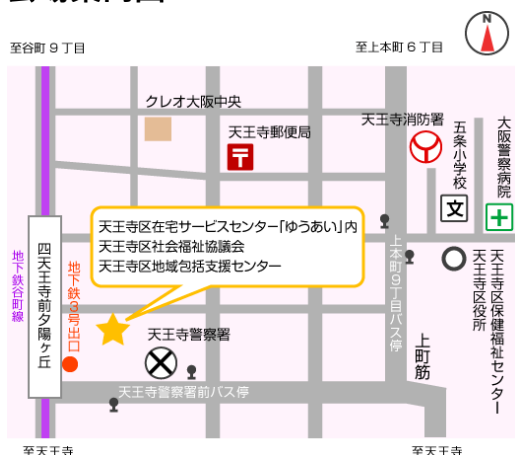 N
至谷町9丁目
至上本町6丁目
クレオ大阪中央
天王寺郵便局
天王寺消防署
五条小学校
文
大阪警察病院
天王寺区在宅サービスセンター「ゆうあい」内
天王寺区社会福祉協議会
天王寺区地域包括支援センター
地下鉄谷町線
四天王寺前夕陽ヶ丘
地下鉄3号出口
天王寺警察署
天王寺警察署前バス停
上本町9丁目バス停
上町筋
天王寺区保健福祉センター
天王寺区役所
至天王寺
至天王寺